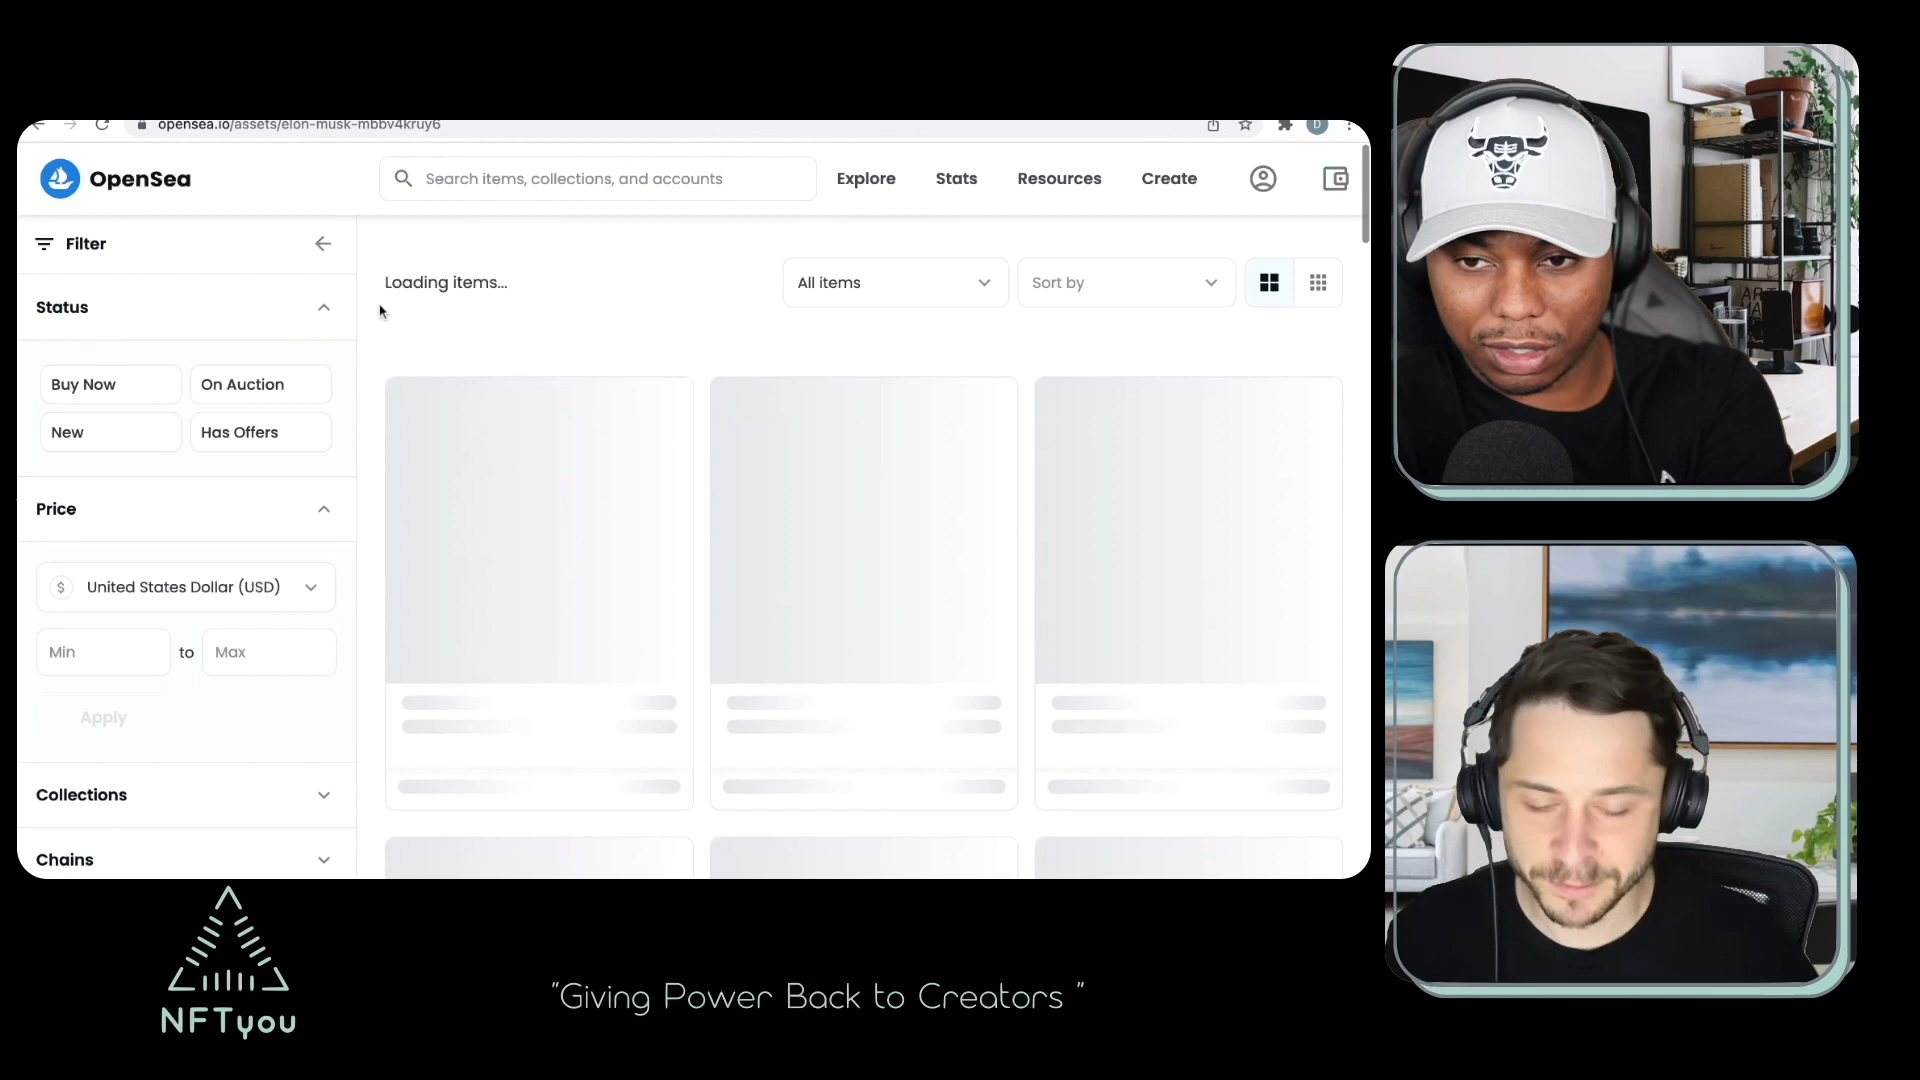 opensea.io/assets/elon-musk-mbbv4kruy6
D
OpenSea
Search items, collections, and accounts
Explore
Stats
Resources
Create
Filter
Loading items...
All items
Sort by
Status
Buy Now
On Auction
New
Has Offers
Price
$ United States Dollar (USD)
Min
to
Max
Apply
Collections
Chains
NFTyou
"Giving Power Back to Creators "